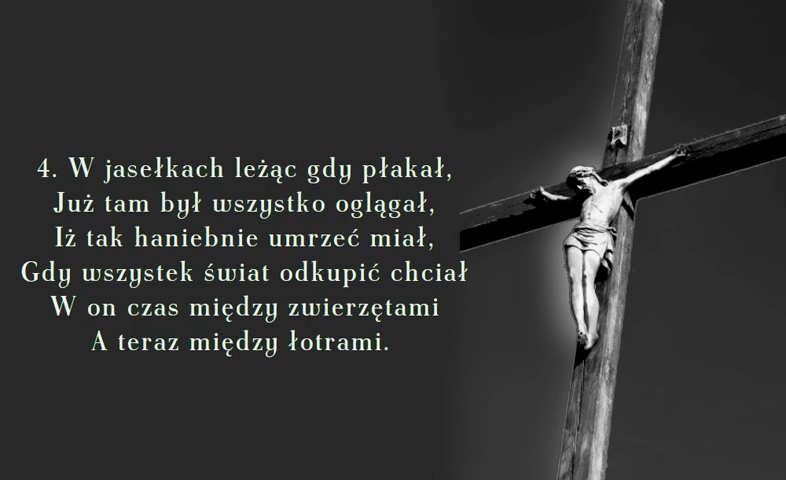 4. W jasełkach leżąc gdy płakał,
Już tam był wszystko oglągał,
Iż tak haniebnie umrzeć miał,
Gdy wszystek świat odkupić chciał
W on czas między zwierzętami
A teraz między łotrami.